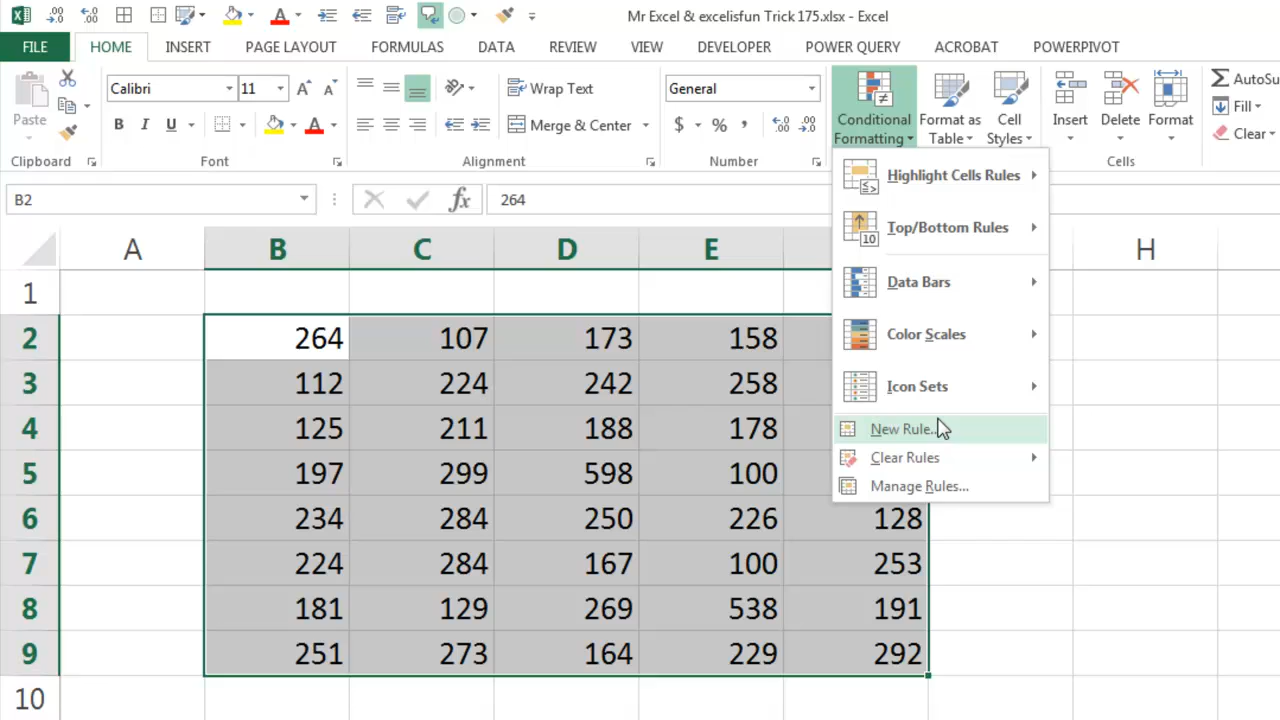 Mr Excel & excelisfun Trick 175.xlsx - Excel
FILE HOME INSERT PAGE LAYOUT FORMULAS DATA REVIEW VIEW DEVELOPER POWER QUERY ACROBAT POWERPIVOT
Calibri 11 Wrap Text General AutoSu
Paste B I U Merge & Center $ % , Conditional Formatting Format as Table Cell Styles Insert Delete Format Fill Clear
Clipboard Font Alignment Number Cells
B2 fx 264
Highlight Cells Rules
Top/Bottom Rules
Data Bars
Color Scales
Icon Sets
New Rule...
Clear Rules
Manage Rules...
A B C D E H
1
2 264 107 173 158
3 112 224 242 258
4 125 211 188 178
5 197 299 598 100
6 234 284 250 226 128
7 224 284 167 100 253
8 181 129 269 538 191
9 251 273 164 229 292
10